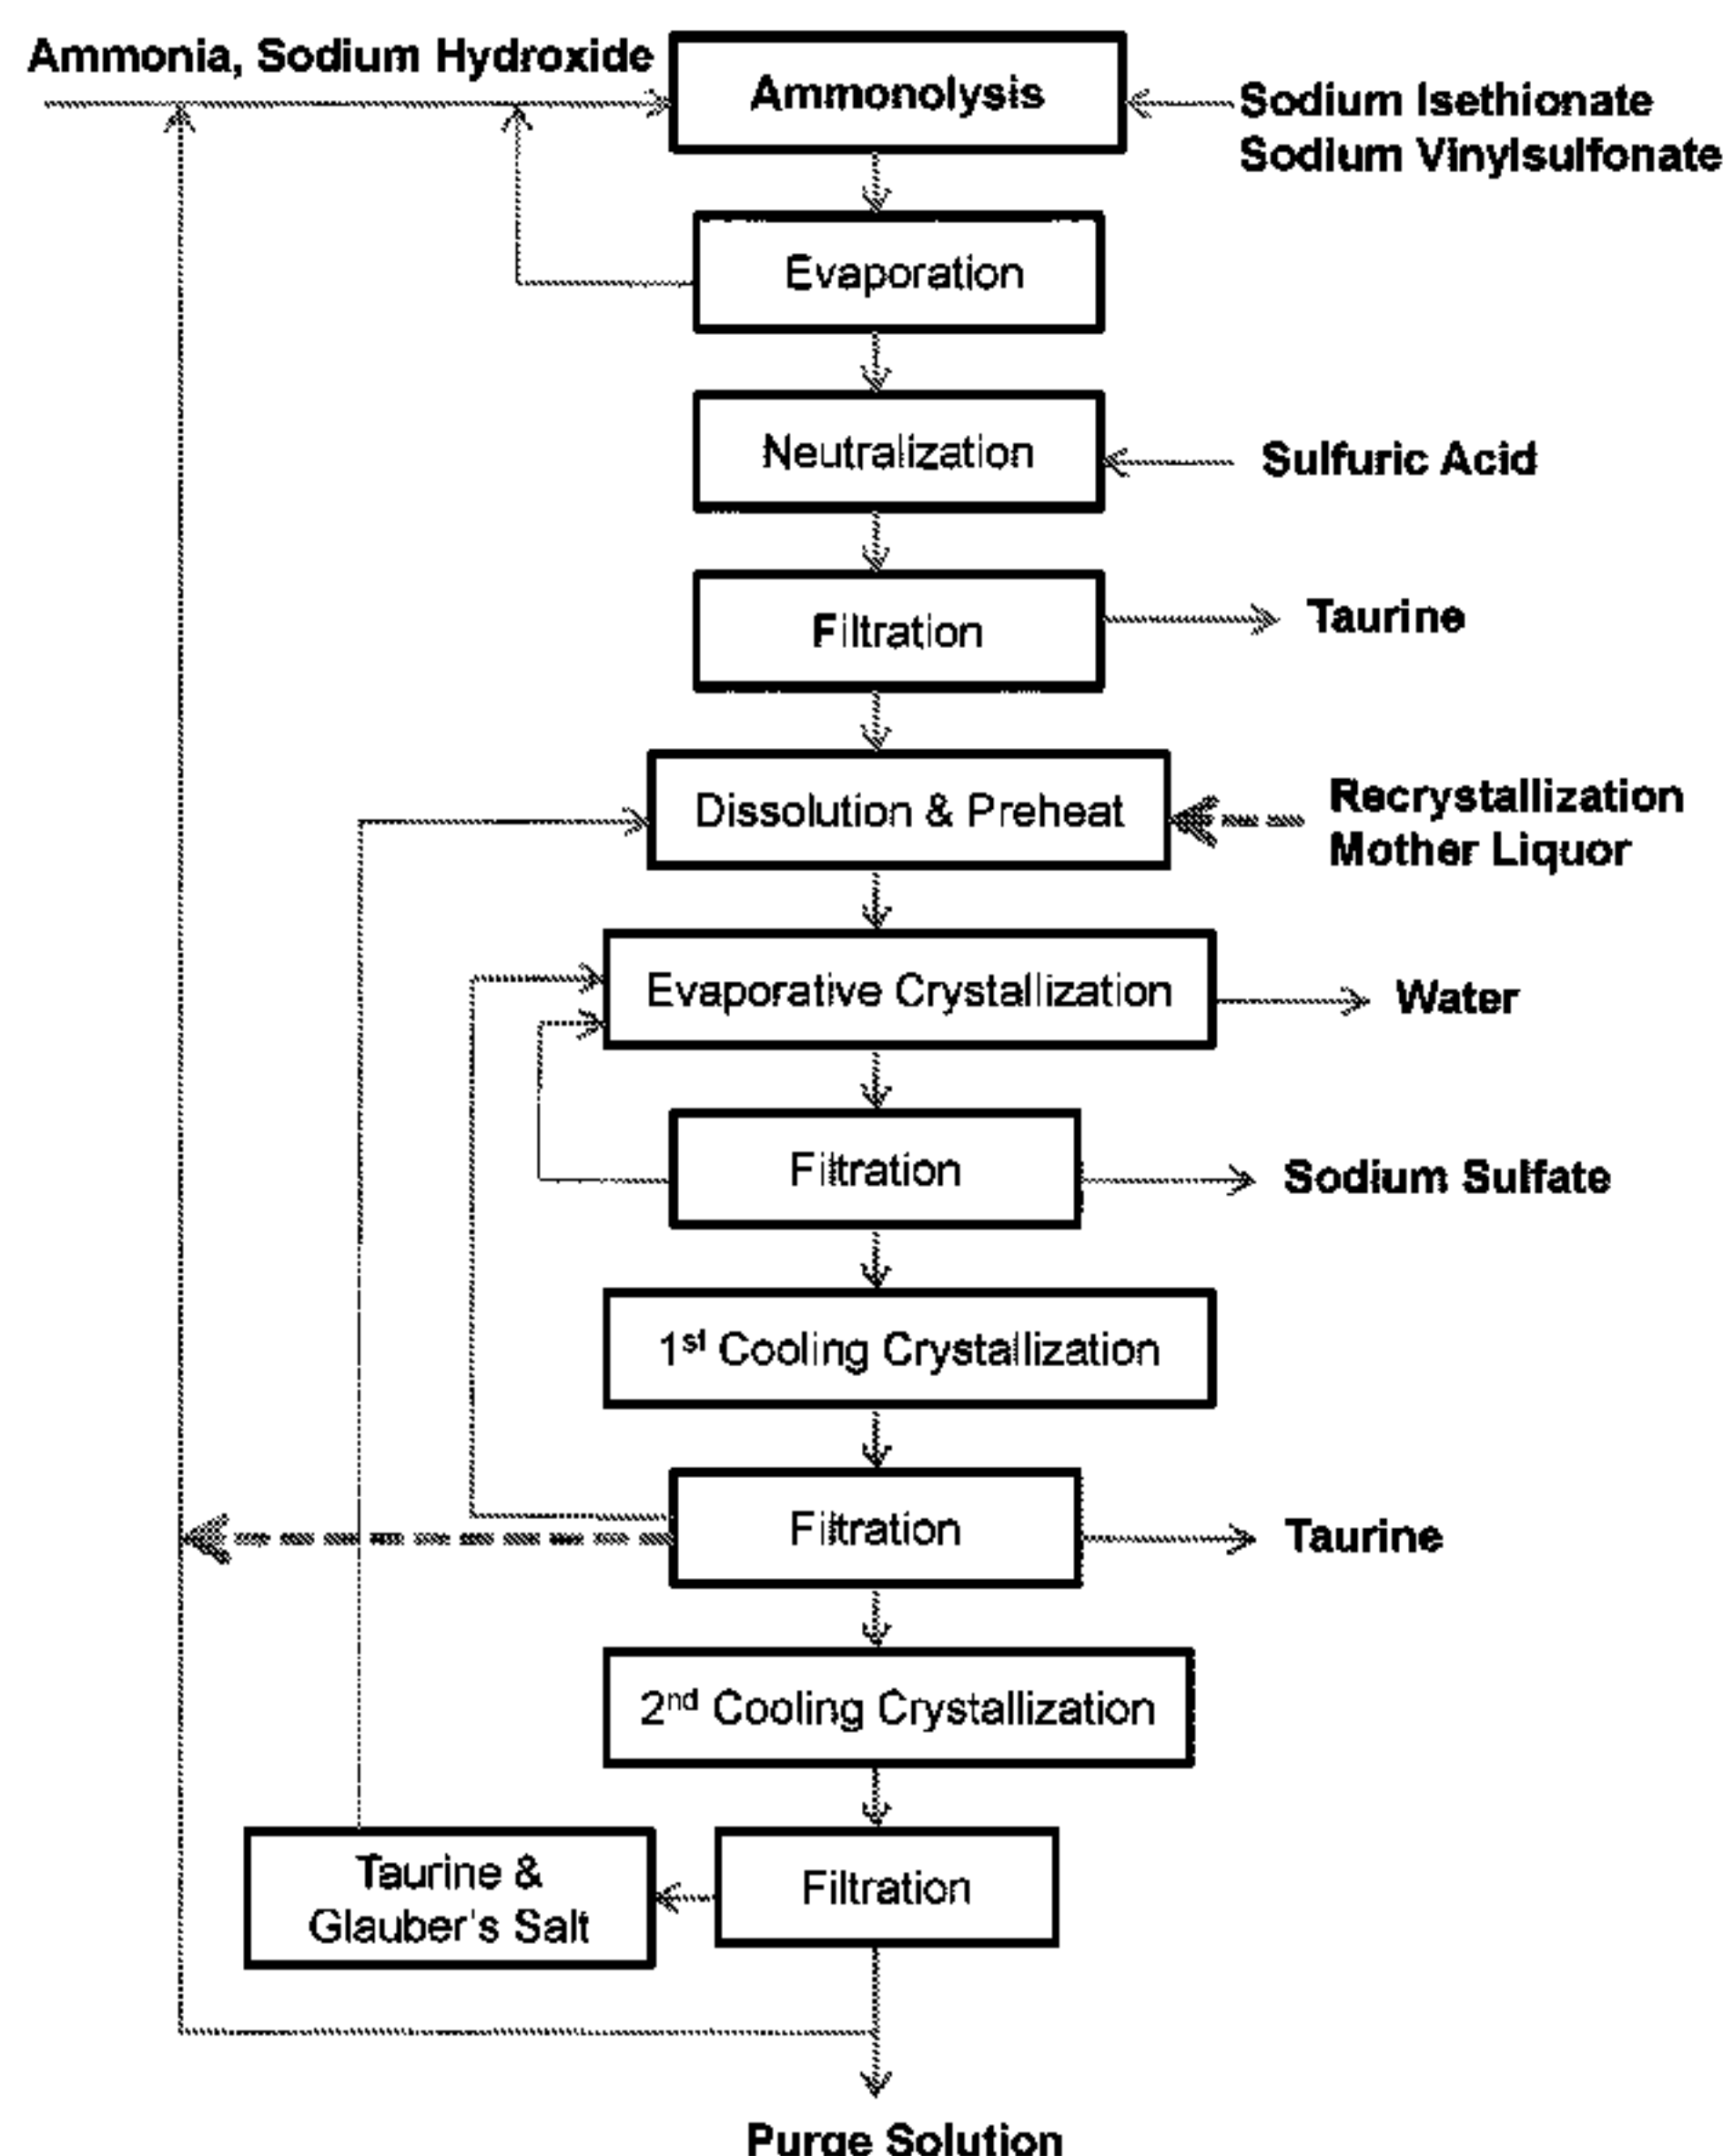 Ammonia, Sodium Hydroxide
Ammonolysis
Sodium Isethionate
Sodium Vinylsulfonate
Evaporation
Neutralization
Sulfuric Acid
Filtration
Taurine
Dissolution & Preheat
Recrystallization
Mother Liquor
Evaporative Crystallization
Water
Filtration
Sodium Sulfate
1st Cooling Crystallization
Filtration
Taurine
2nd Cooling Crystallization
Taurine &
Glauber's Salt
Filtration
Purge Solution